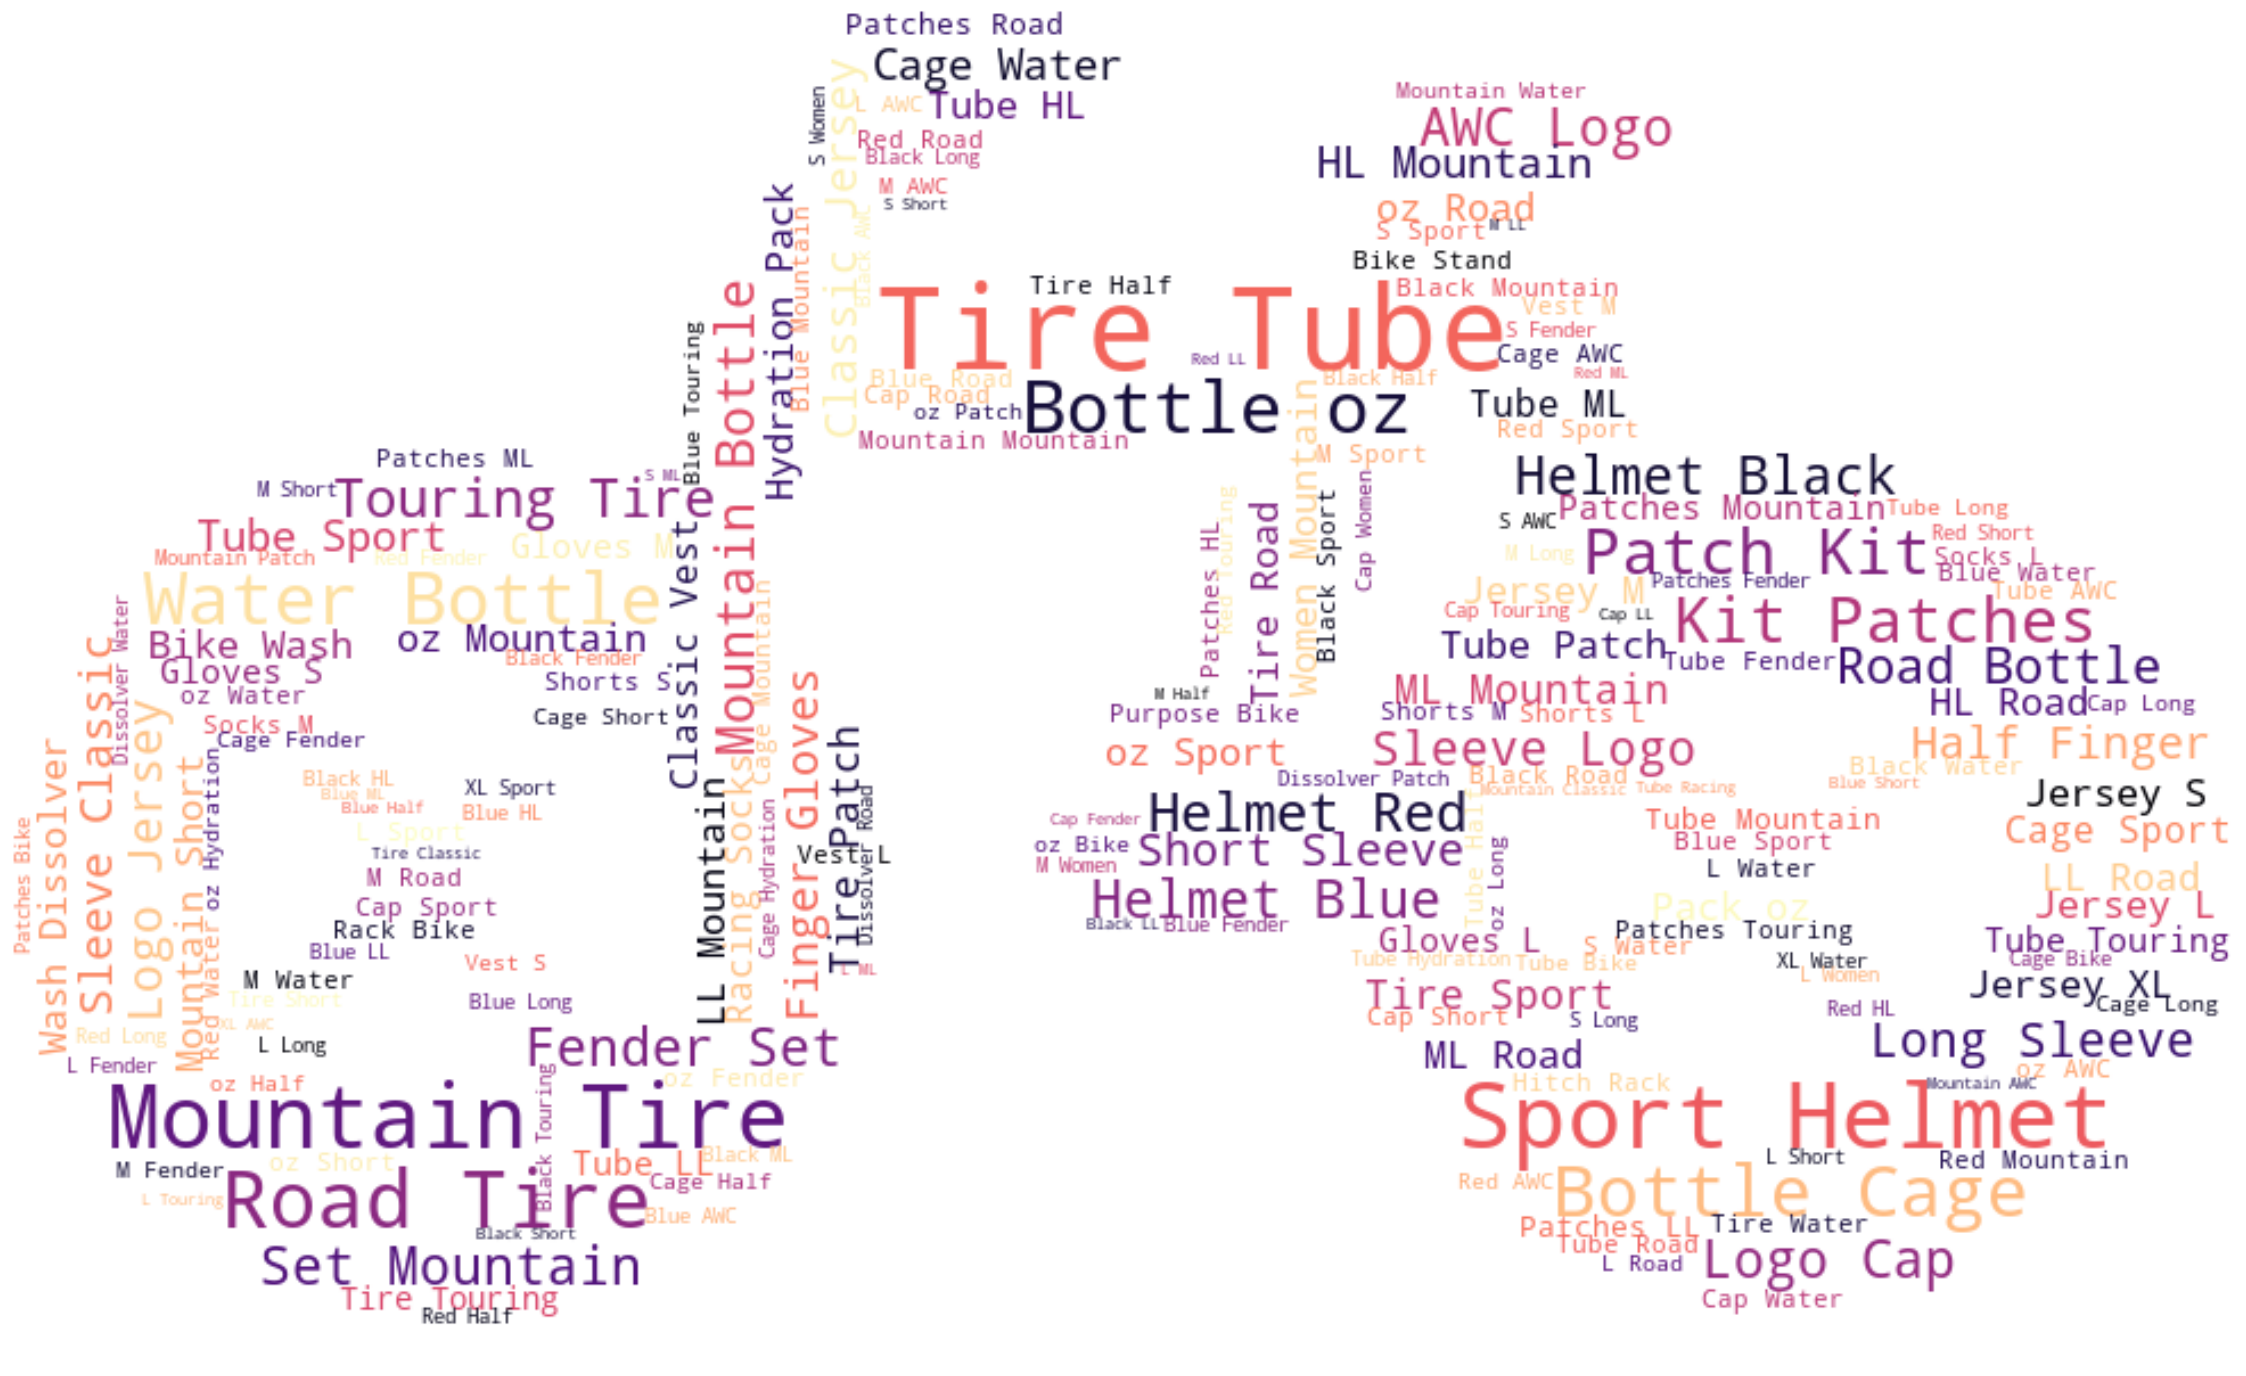 Patches Road
Cage Water
L AWC
Tube HL
S Women
Classic Jersey
Red Road
Black Long
M AWC
S Short
Black AWC
Hydration Pack
Blue Mountain
Mountain Water
AWC Logo
HL Mountain
oz Road
S Sport
M LL
Bike Stand
Tire Half
Black Mountain
Tire Tube
Vest M
S Fender
Cage AWC
Red LL
Red ML
Blue Road
Black Half
Cap Road
oz Patch
Bottle oz
Tube ML
Red Sport
Mountain Mountain
M Sport
Mountain Bottle
Blue Touring
Patches ML
S ML
M Short
Touring Tire
Tube Sport
Gloves M
Mountain Patch
Red Fender
Water Bottle
Classic Vest
Cage Mountain
Bike Wash
oz Mountain
Black Fender
Gloves S
oz Water
Shorts S
Socks M
Cage Short
Cage Fender
Dissolver Water
Sleeve Classic
Wash Dissolver
Patches Bike
Logo Jersey
Mountain Short
oz Hydration
Red Water
Black HL
Blue ML
Blue Half
XL Sport
Blue HL
L Sport
Tire Classic
M Road
Cap Sport
Rack Bike
Blue LL
Vest S
M Water
Tire Short
Blue Long
XL AWC
Red Long
L Long
L Fender
oz Half
LL Mountain
Racing Socks
Cage Hydration
Finger Gloves
Tire Patch
Vest L
Dissolver Road
L ML
Fender Set
oz Fender
Mountain Tire
Black Touring
M Fender
oz Short
Tube LL
Black ML
L Touring
Road Tire
Cage Half
Blue AWC
Black Short
Set Mountain
Tire Touring
Red Half
Women Mountain
Patches HL
Red Touring
Tire Road
Black Sport
Cap Women
Helmet Black
Patches Mountain
Tube Long
S AWC
Red Short
M Long
Patch Kit
Socks L
Blue Water
Jersey M
Patches Fender
Tube AWC
Cap Touring
Cap LL
Kit Patches
Tube Patch
Tube Fender
Road Bottle
ML Mountain
HL Road
Cap Long
M Half
Purpose Bike
Shorts M
Shorts L
oz Sport
Sleeve Logo
Half Finger
Dissolver Patch
Black Road
Black Water
Mountain Classic
Tube Racing
Blue Short
Jersey S
Cap Fender
Helmet Red
Tube Half
Tube Mountain
Cage Sport
oz Bike
Short Sleeve
Blue Sport
M Women
oz Long
L Water
LL Road
Helmet Blue
Pack oz
Jersey L
Black LL
Blue Fender
Patches Touring
Gloves L
S Water
Tube Touring
Tube Hydration
Tube Bike
XL Water
Cage Bike
L Women
Tire Sport
Jersey XL
Cage Long
Cap Short
S Long
Red HL
ML Road
Long Sleeve
oz AWC
Hitch Rack
Mountain AWC
Sport Helmet
L Short
Red Mountain
Red AWC
Bottle Cage
Patches LL
Tire Water
Tube Road
L Road
Logo Cap
Cap Water